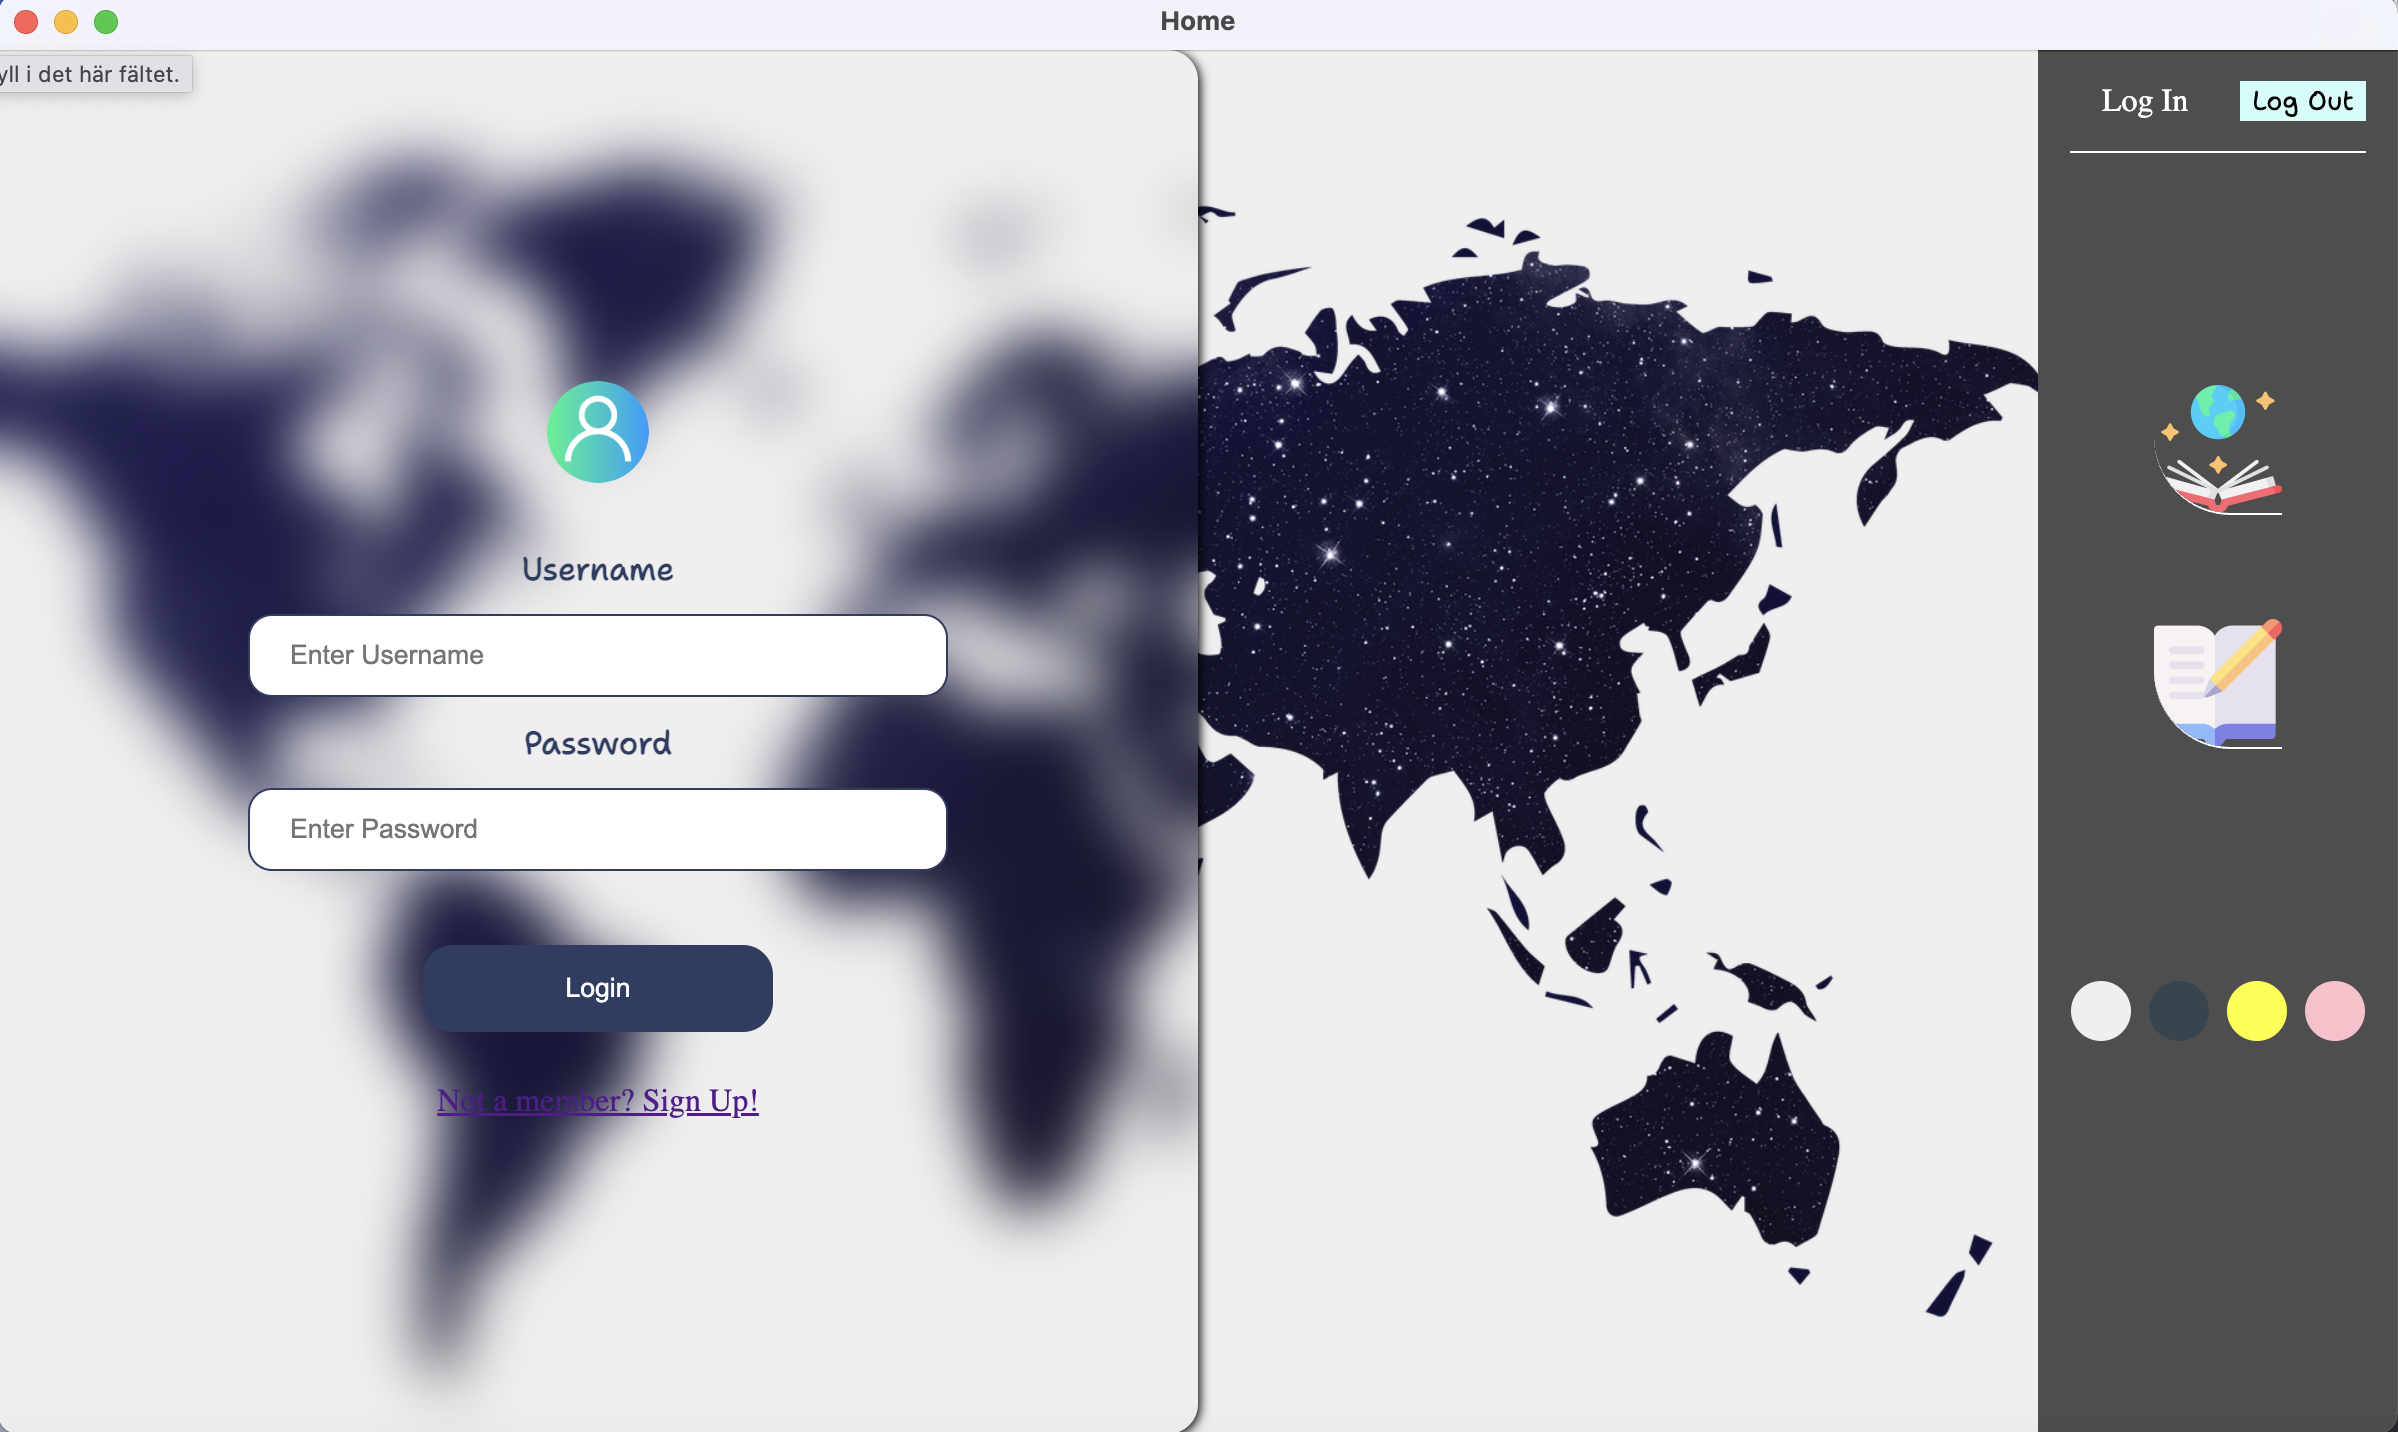 Home
i det här fältet.
Log In
Log Out
Username
Enter Username
Password
Enter Password
Login
Not a member? Sign Up!